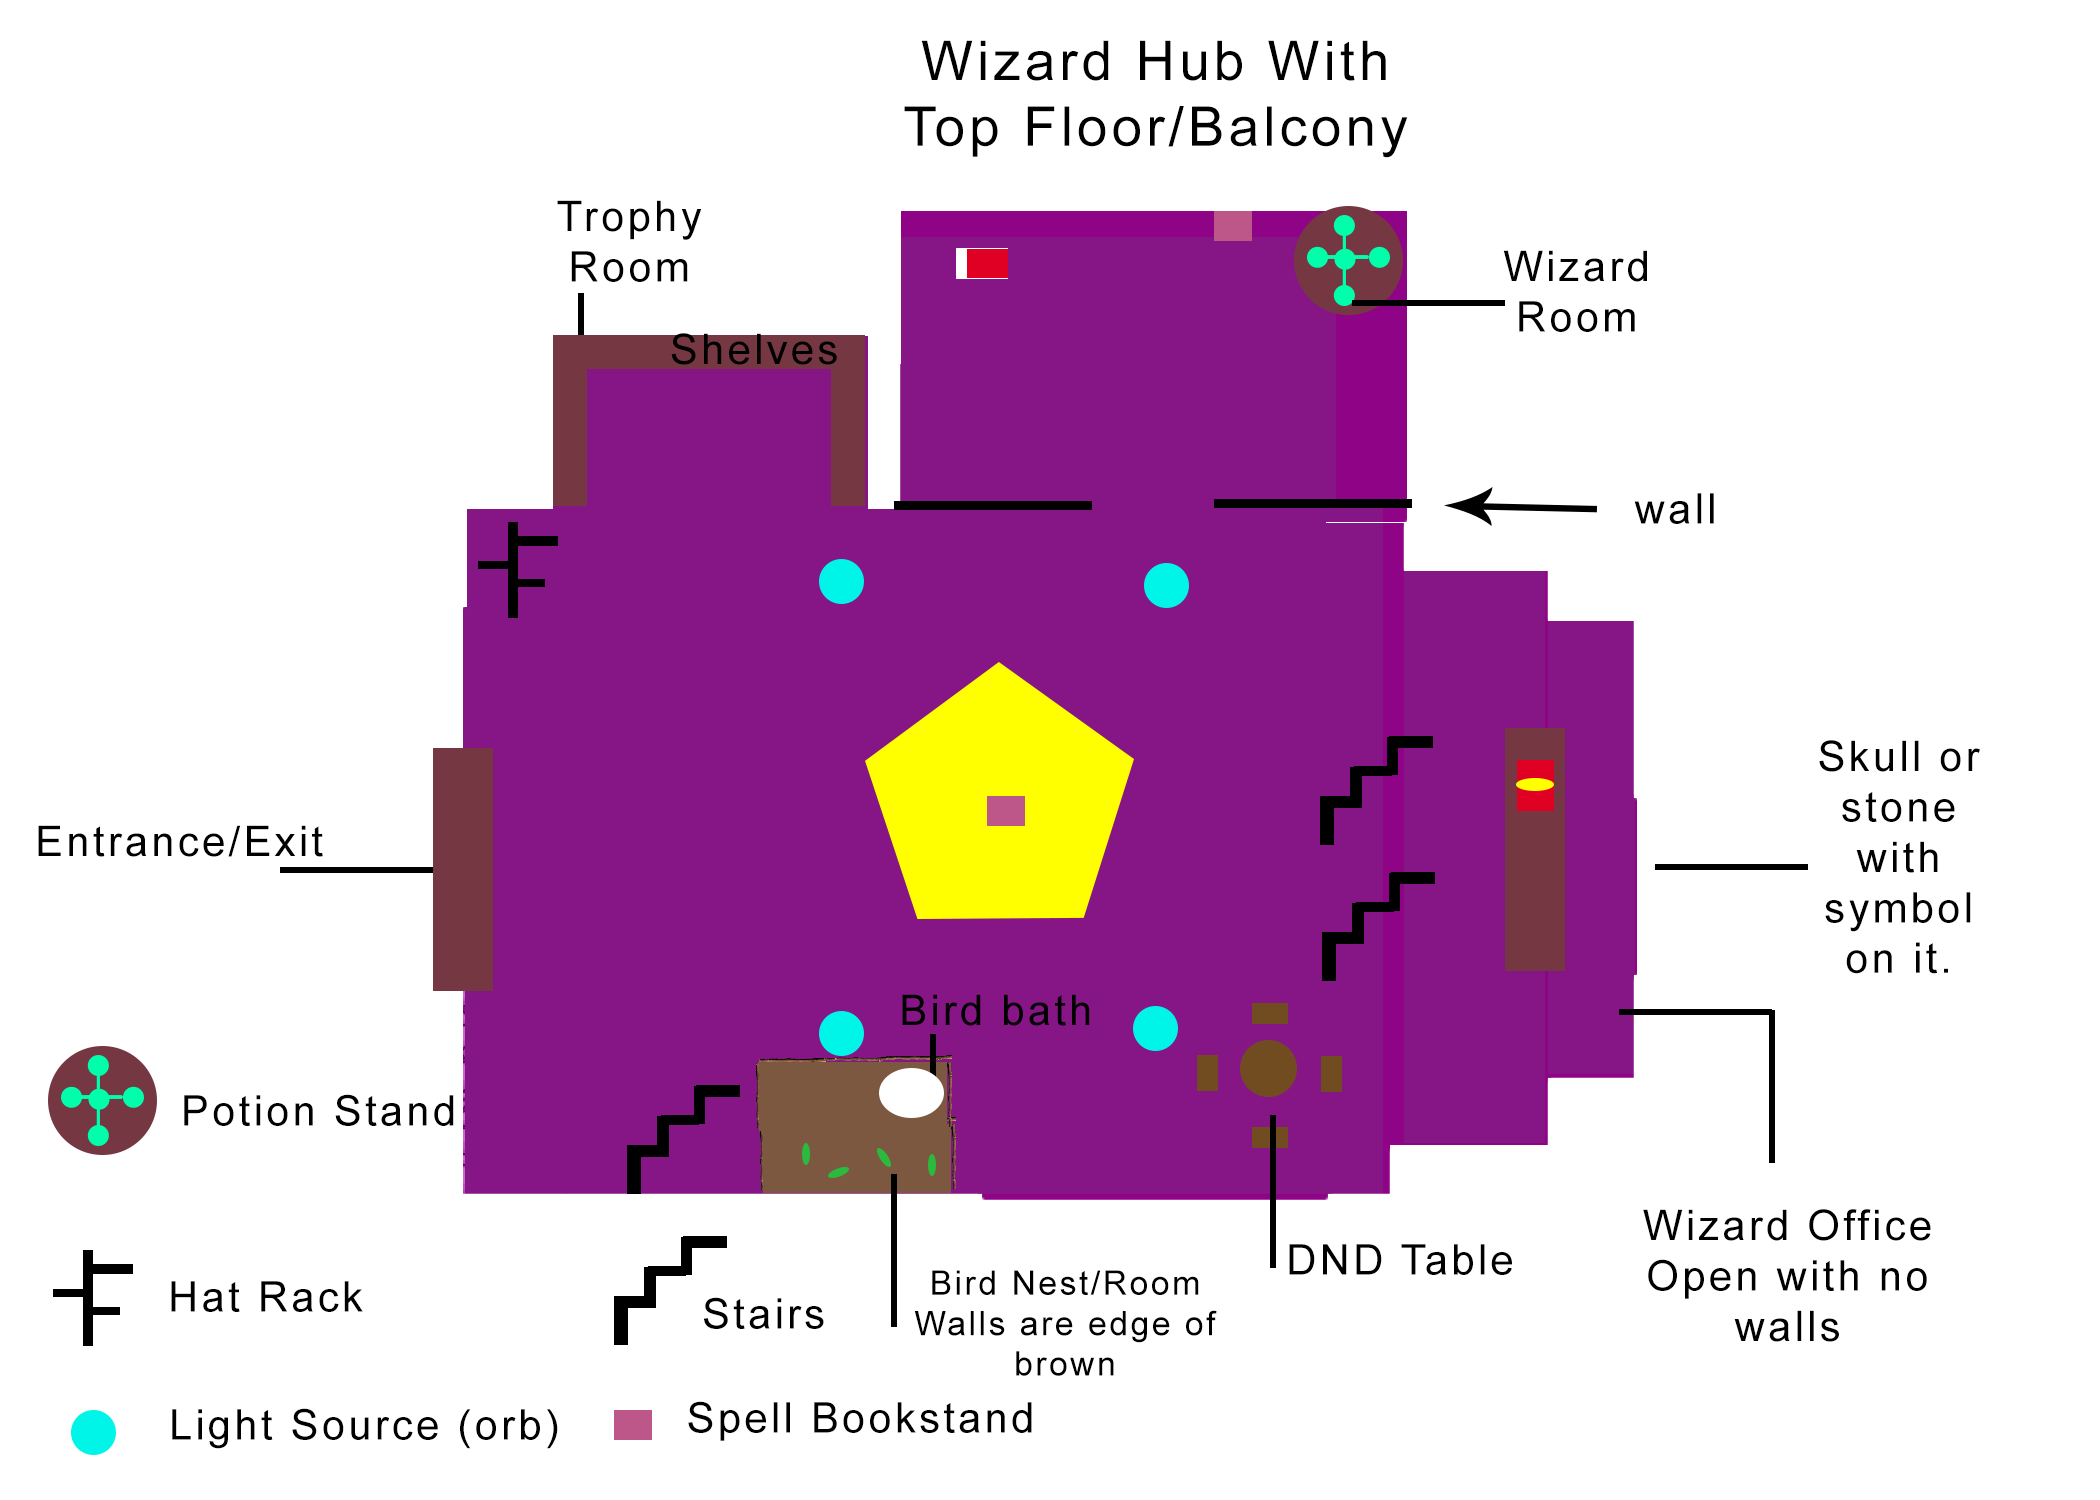 Wizard Hub With
Top Floor/Balcony
Trophy
Room
Shelves
Wizard
Room
wall
Entrance/Exit
Skull or
stone
with
symbol
on it.
Bird bath
Potion Stand
Hat Rack
Stairs
Bird Nest/Room
Walls are edge of
brown
DND Table
Wizard Office
Open with no
walls
Light Source (orb)
Spell Bookstand